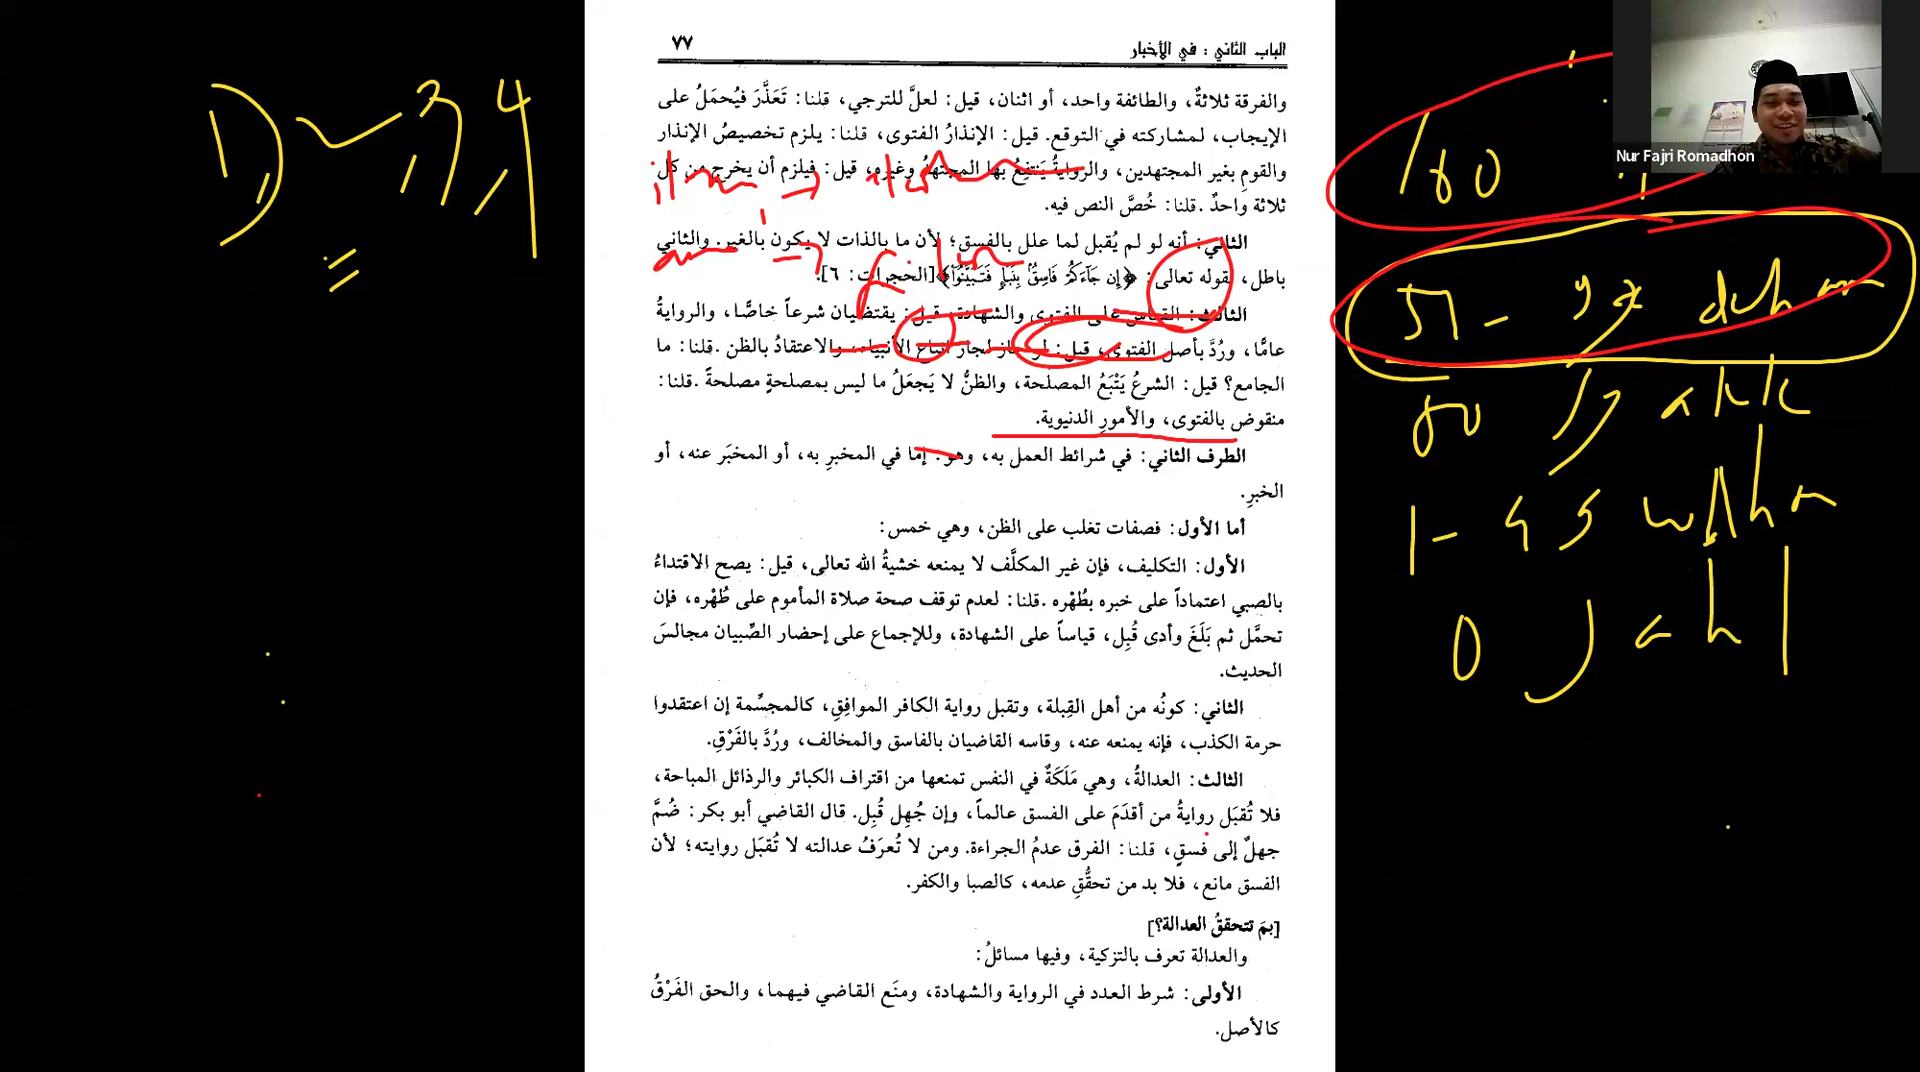 الباب الثاني : في الأخبار ٧٧
والفرقة ثلاثةٌ، والطائفة واحد، أو اثنان، قيل: لعلَّ للترجي، قلنا: تَعَذَّرَ فيُحمَلُ على
الإيجاب، لمشاركته في التوقع. قيل: الإنذارُ الفتوى، قلنا: يلزم تخصيصُ الإنذار
والقومِ بغير المجتهدين، والروايةُ يَنتفِعُ بها المجتهدُ وغيره، قيل: فيلزم أن يخرج من كل
ثلاثة واحدٌ. قلنا: خُصَّ النص فيه.
الثاني: أنه لو لم يُقبل لما علل بالفسق؛ لأن ما بالذات لا يكون بالغير. والثاني
باطل، لقوله تعالى: ﴿إِن جَآءَكُمْ فَاسِقٌۢ بِنَبَإٍ فَتَبَيَّنُوٓاْ﴾ [الحجرات: ٦].
الثالث: القياس على الفتوى والشهادة، قيل: يقتضيان شرعاً خاصًّا، والروايةُ
عامًّا، ورُدَّ بأصل الفتوى، قيل: لو جاز لجاز اتباع الأنبياء، والاعتقادُ بالظن. قلنا: ما
الجامع؟ قيل: الشرعُ يَتْبَعُ المصلحة، والظنُّ لا يَجعَلُ ما ليس بمصلحةٍ مصلحةً. قلنا:
منقوض بالفتوى، والأمورِ الدنيوية.
الطرف الثاني: في شرائط العمل به، وهو: إما في المخبرِ به، أو المخبَر عنه، أو
الخبرِ.
أما الأول: فصفات تغلب على الظن، وهي خمس:
الأول: التكليف، فإن غير المكلَّف لا يمنعه خشيةُ الله تعالى، قيل: يصح الاقتداءُ
بالصبي اعتماداً على خبره بطُهْره. قلنا: لعدم توقف صحة صلاة المأموم على طُهْره، فإن
تحمَّل ثم بَلَغَ وأدى قُبِل، قياساً على الشهادة، وللإجماع على إحضار الصِّبيان مجالسَ
الحديث.
الثاني: كونُه من أهل القِبلة، وتقبل رواية الكافر الموافِقِ، كالمجسِّمة إن اعتقدوا
حرمة الكذب، فإنه يمنعه عنه، وقاسه القاضيان بالفاسق والمخالف، ورُدَّ بالفَرْقِ.
الثالث: العدالةُ، وهي مَلَكَةٌ في النفس تمنعها من اقتراف الكبائر والرذائل المباحة،
فلا تُقبَل روايةُ من أقدَمَ على الفسق عالماً، وإن جُهِل قُبِل. قال القاضي أبو بكر: ضُمَّ
جهلٌ إلى فسقٍ، قلنا: الفرق عدمُ الجراءة. ومن لا تُعرَفُ عدالته لا تُقبَل روايته؛ لأن
الفسق مانع، فلا بد من تحقُّقِ عدمه، كالصبا والكفر.
[بمَ تتحققُ العدالة؟]
والعدالة تعرف بالتزكية، وفيها مسائلُ:
الأولى: شرط العدد في الرواية والشهادة، ومنَع القاضي فيهما، والحق الفَرْقُ
كالأصل.
Nur Fajri Romadhon
50
0 jahl